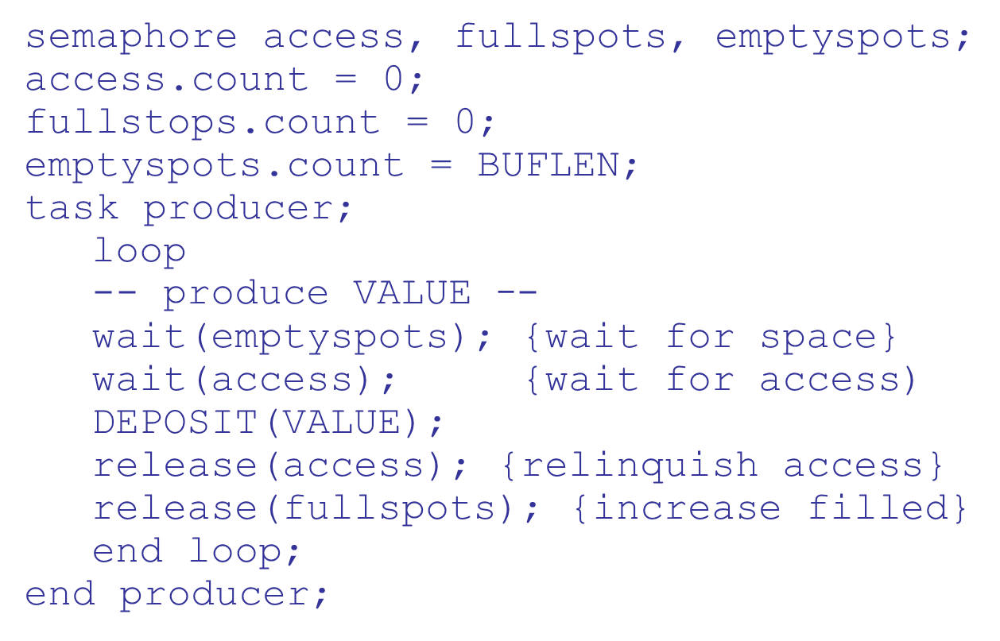 semaphore access, fullspots, emptyspots;
access.count = 0;
fullstops.count = 0;
emptyspots.count = BUFLEN;
task producer;
loop
-- produce VALUE --
wait(emptyspots); {wait for space}
wait(access); {wait for access)
DEPOSIT(VALUE);
release(access); {relinquish access}
release(fullspots); {increase filled}
end loop;
end producer;